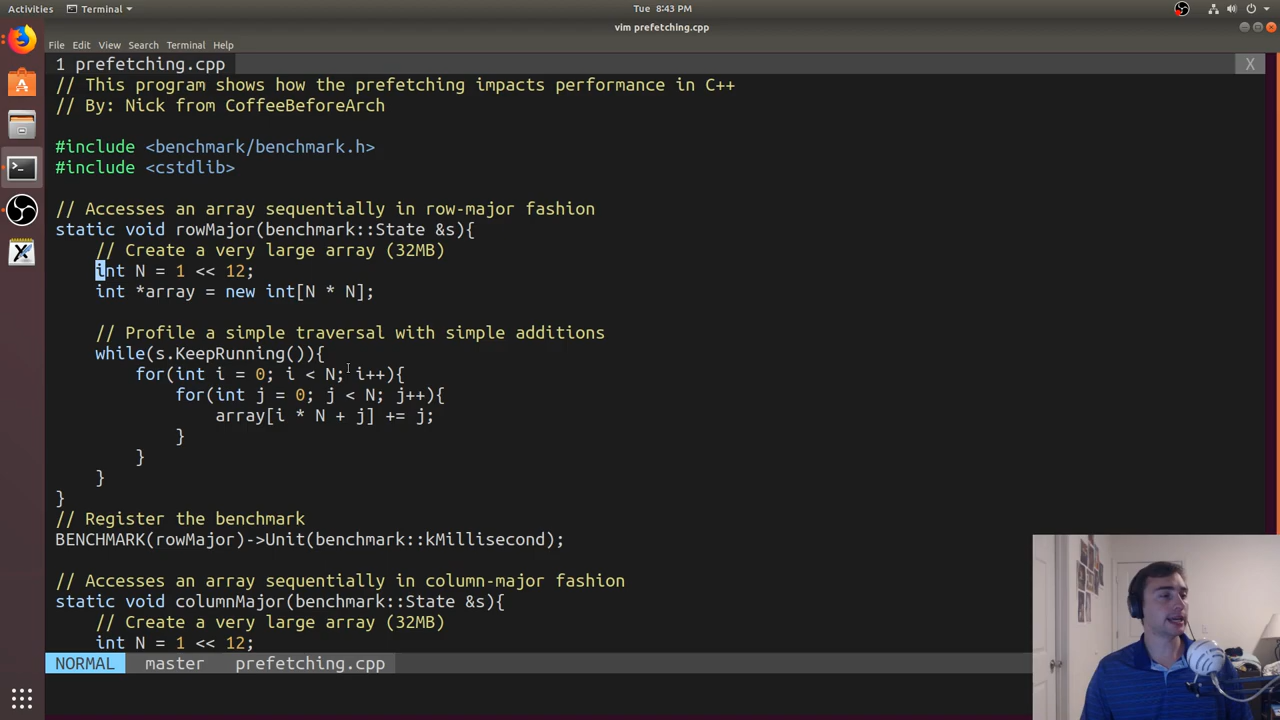 Activities
Terminal
Tue 8:43 PM
vim prefetching.cpp
File Edit View Search Terminal Help
1 prefetching.cpp X
// This program shows how the prefetching impacts performance in C++
// By: Nick from CoffeeBeforeArch
#include <benchmark/benchmark.h>
#include <cstdlib>
// Accesses an array sequentially in row-major fashion
static void rowMajor(benchmark::State &s){
// Create a very large array (32MB)
int N = 1 << 12;
int *array = new int[N * N];
// Profile a simple traversal with simple additions
while(s.KeepRunning()){
for(int i = 0; i < N; i++){
for(int j = 0; j < N; j++){
array[i * N + j] += j;
}
}
}
}
// Register the benchmark
BENCHMARK(rowMajor)->Unit(benchmark::kMillisecond);
// Accesses an array sequentially in column-major fashion
static void columnMajor(benchmark::State &s){
// Create a very large array (32MB)
int N = 1 << 12;
NORMAL master prefetching.cpp